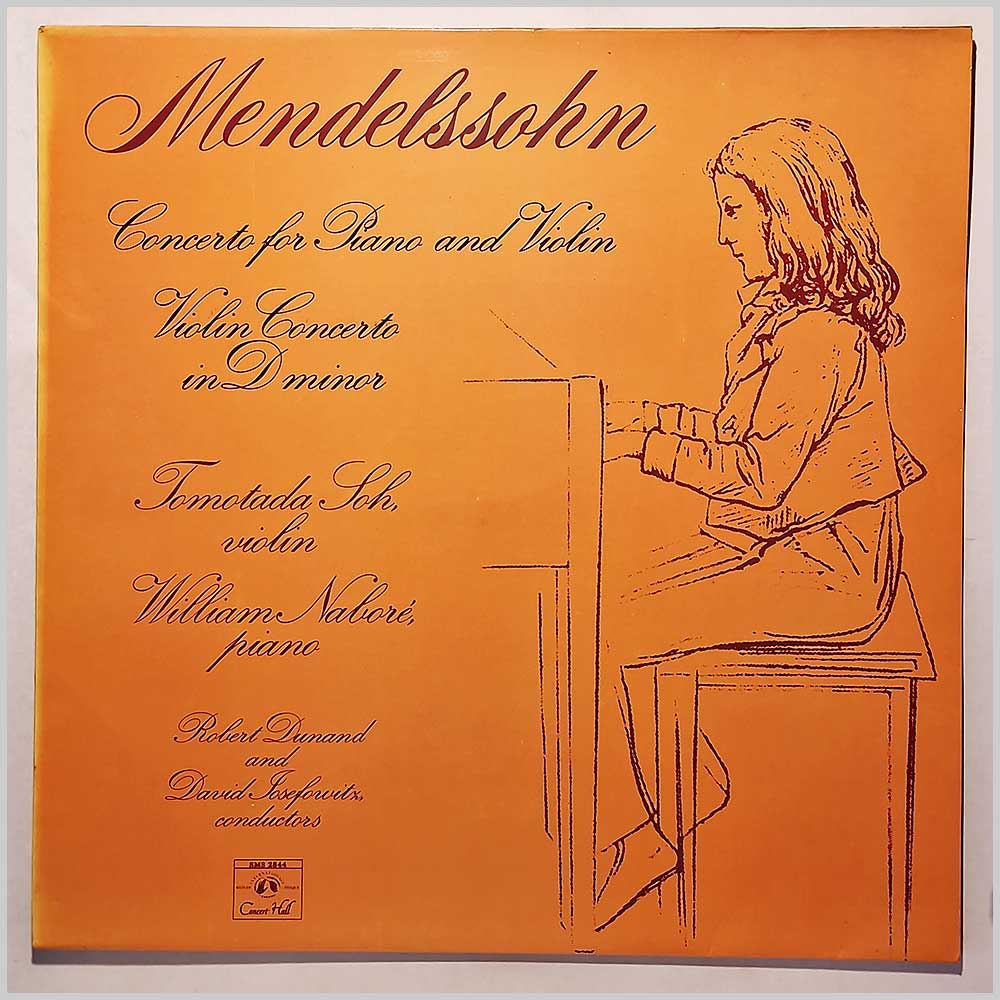 Mendelssohn
Concerto for Piano and Violin
Violin Concerto
in D minor
Tomotada Soh,
violin
William Naboré,
piano
Robert Dunand
and
David Josefowitz,
conductors
SMS 2844
Concert Hall